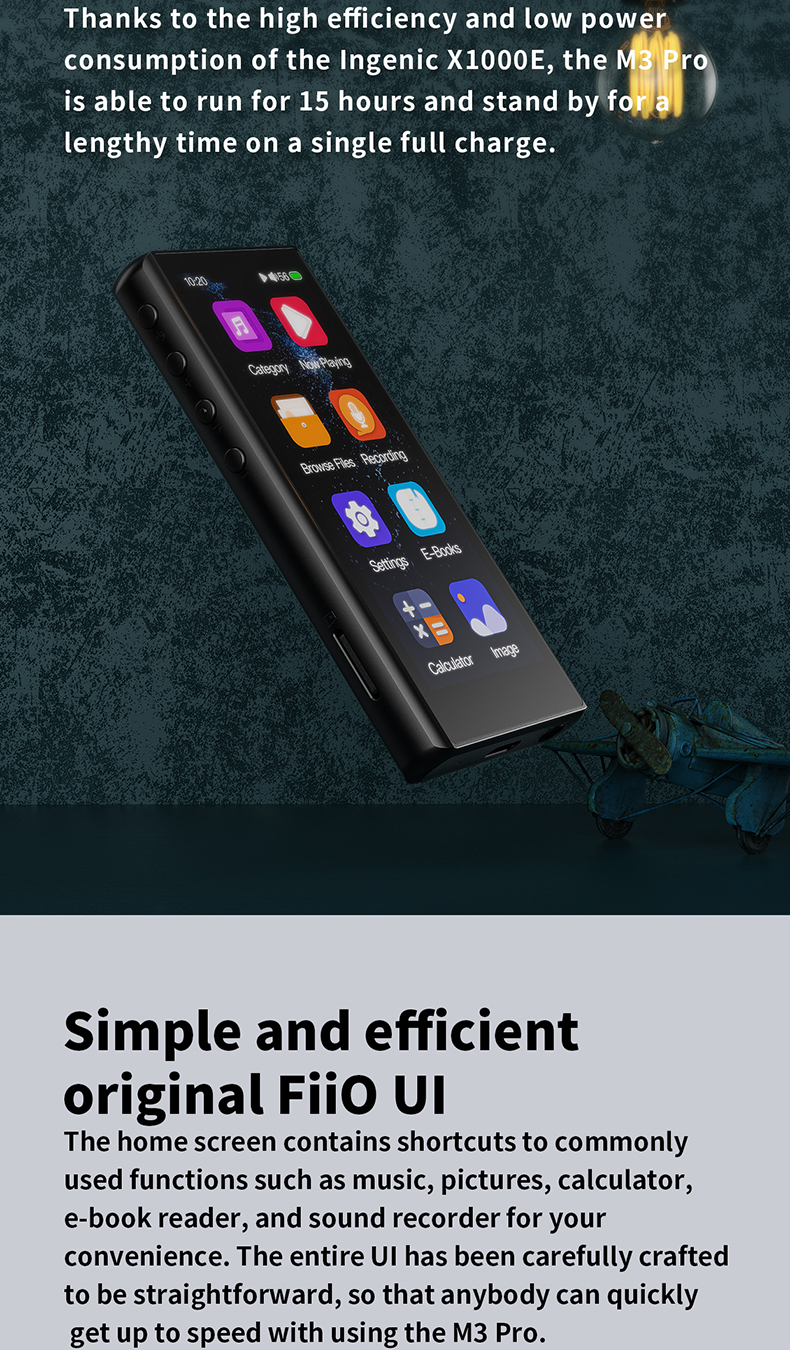 Thanks to the high efficiency and low power
consumption of the Ingenic X1000E, the M3 Pro
is able to run for 15 hours and stand by for a
lengthy time on a single full charge.
10:20 56
Category Now Playing
Browse Files Recording
Settings E-Books
Calculator Image
Simple and efficient
original FiiO UI
The home screen contains shortcuts to commonly
used functions such as music, pictures, calculator,
e-book reader, and sound recorder for your
convenience. The entire UI has been carefully crafted
to be straightforward, so that anybody can quickly
get up to speed with using the M3 Pro.